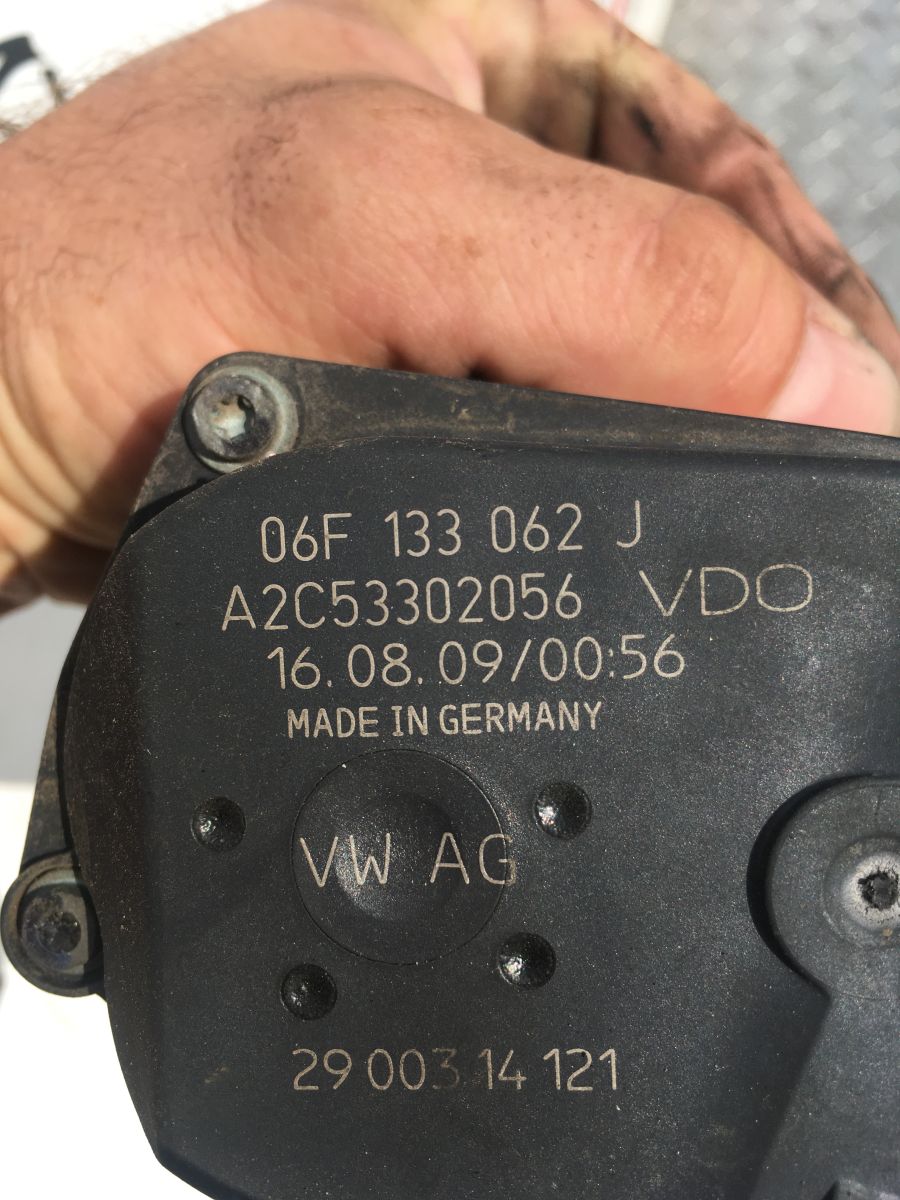 06F 133 062 J
A2C53302056 VDO
16.08.09/00:56
MADE IN GERMANY
VW AG
29 003 14 121